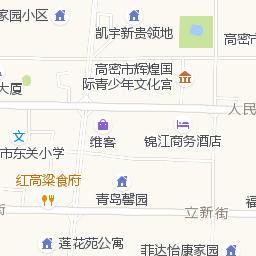 家园小区
凯宇新贵领地
高密
高密市辉煌国
际青少年文化宫
大厦
人民
维客
锦江商务酒店
市东关小学
红高粱食府
青岛馨园
福
街
立新街
莲花苑公寓
菲达怡康家园